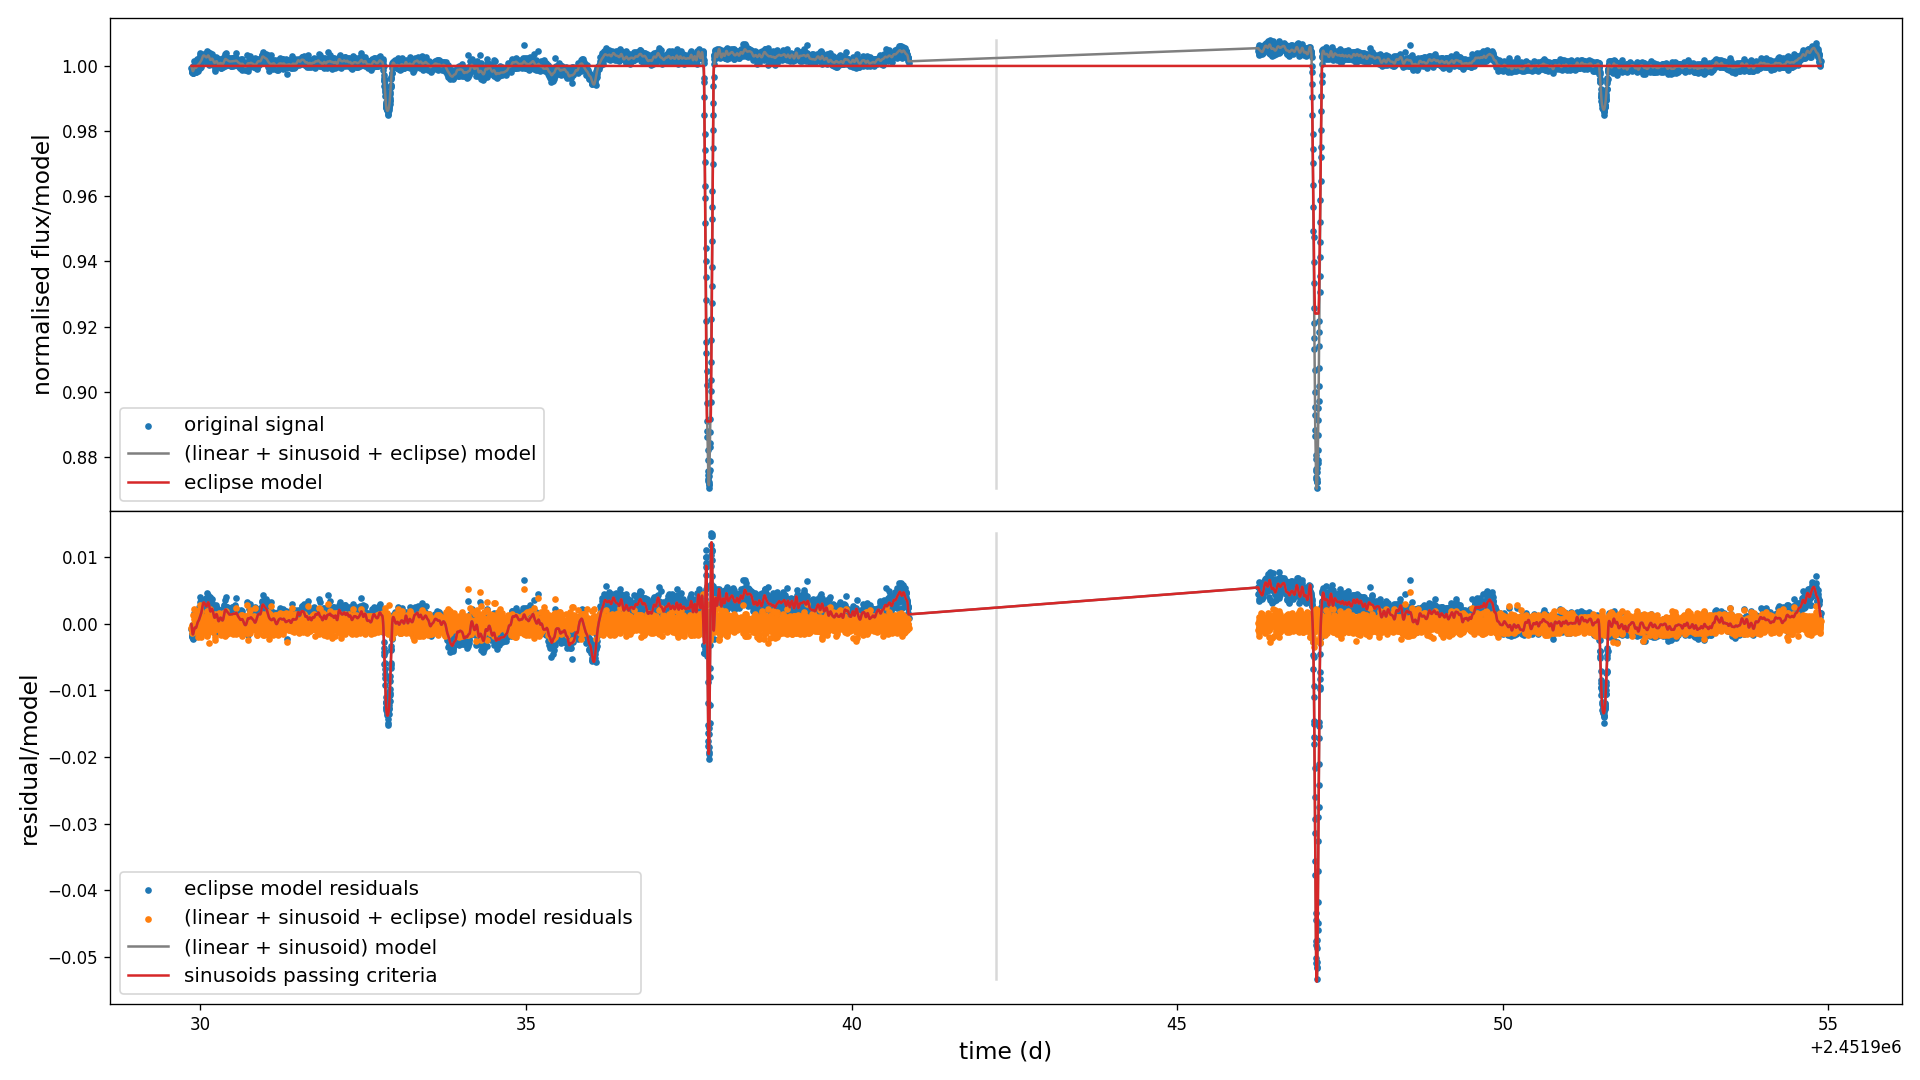 normalised flux/model
1.00
0.98
0.96
0.94
0.92
0.90
0.88
original signal
(linear + sinusoid + eclipse) model
eclipse model
residual/model
0.01
0.00
−0.01
−0.02
−0.03
−0.04
−0.05
eclipse model residuals
(linear + sinusoid + eclipse) model residuals
(linear + sinusoid) model
sinusoids passing criteria
30 35 40 45 50 55
time (d)
+2.4519e6